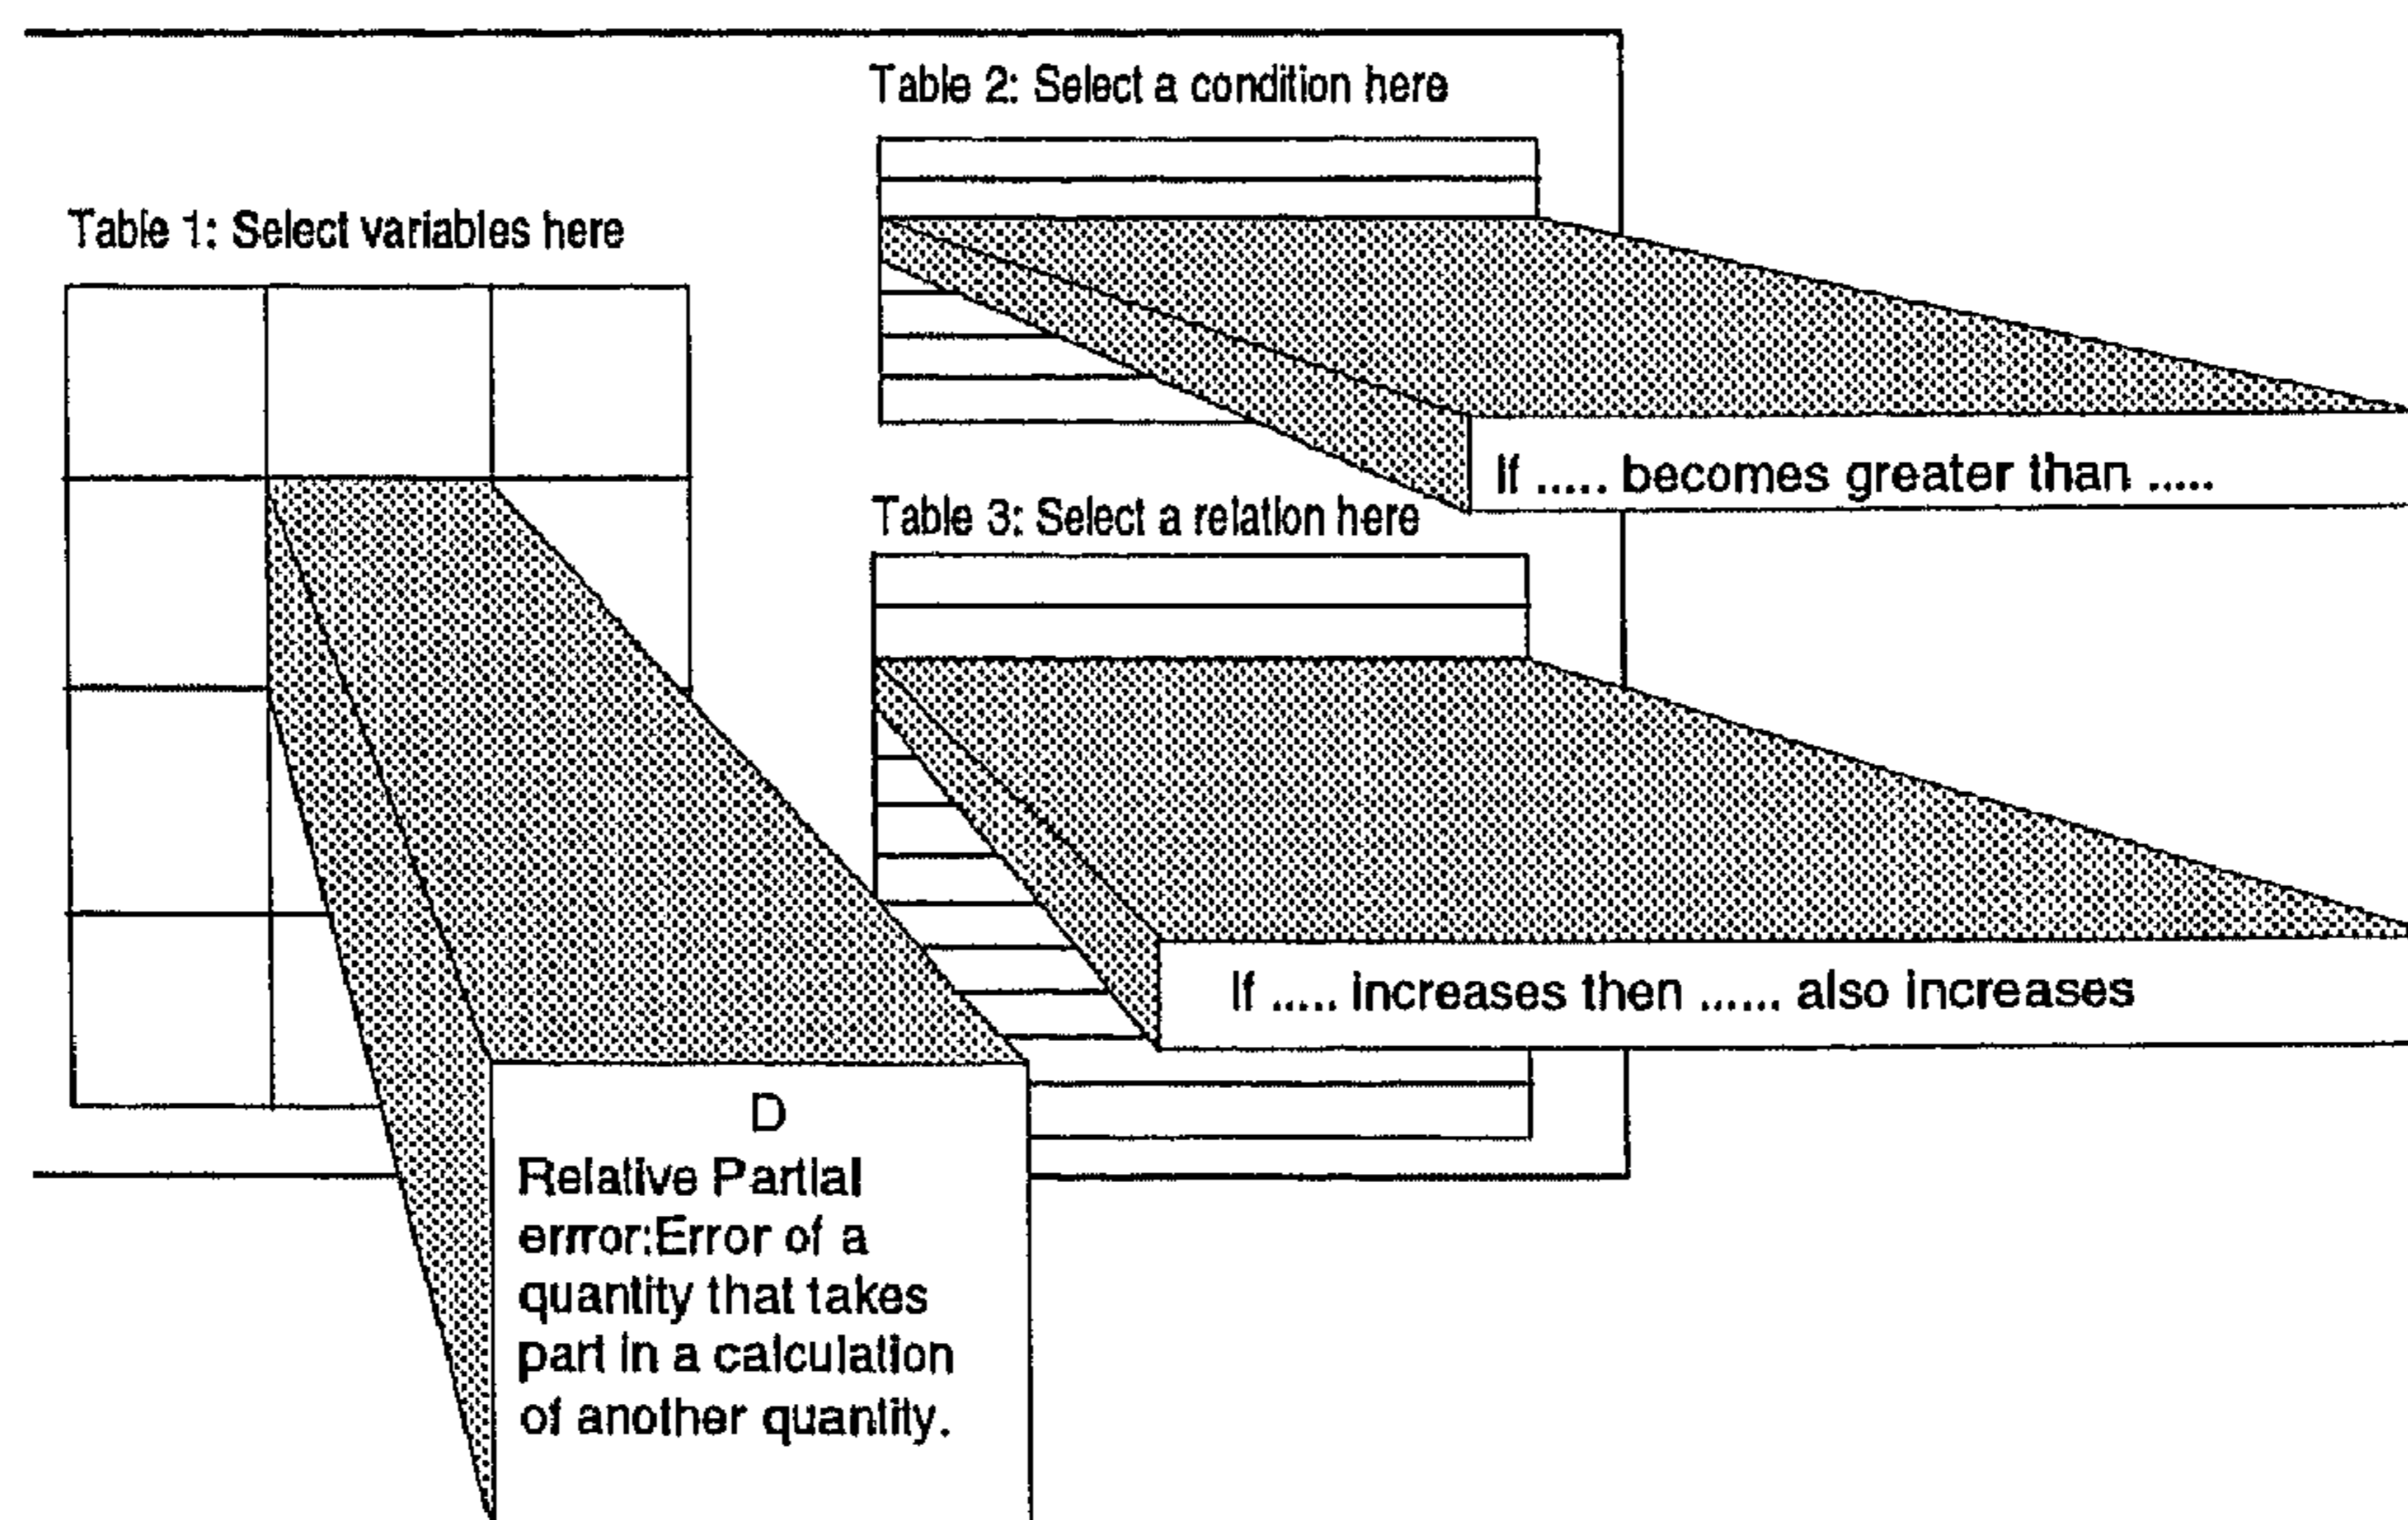 Table 2: Select a condition here
Table 1: Select variables here
If ..... becomes greater than .....
Table 3: Select a relation here
If ..... increases then ...... also increases
D
Relative Partial
errror:Error of a
quantity that takes
part in a calculation
of another quantity.